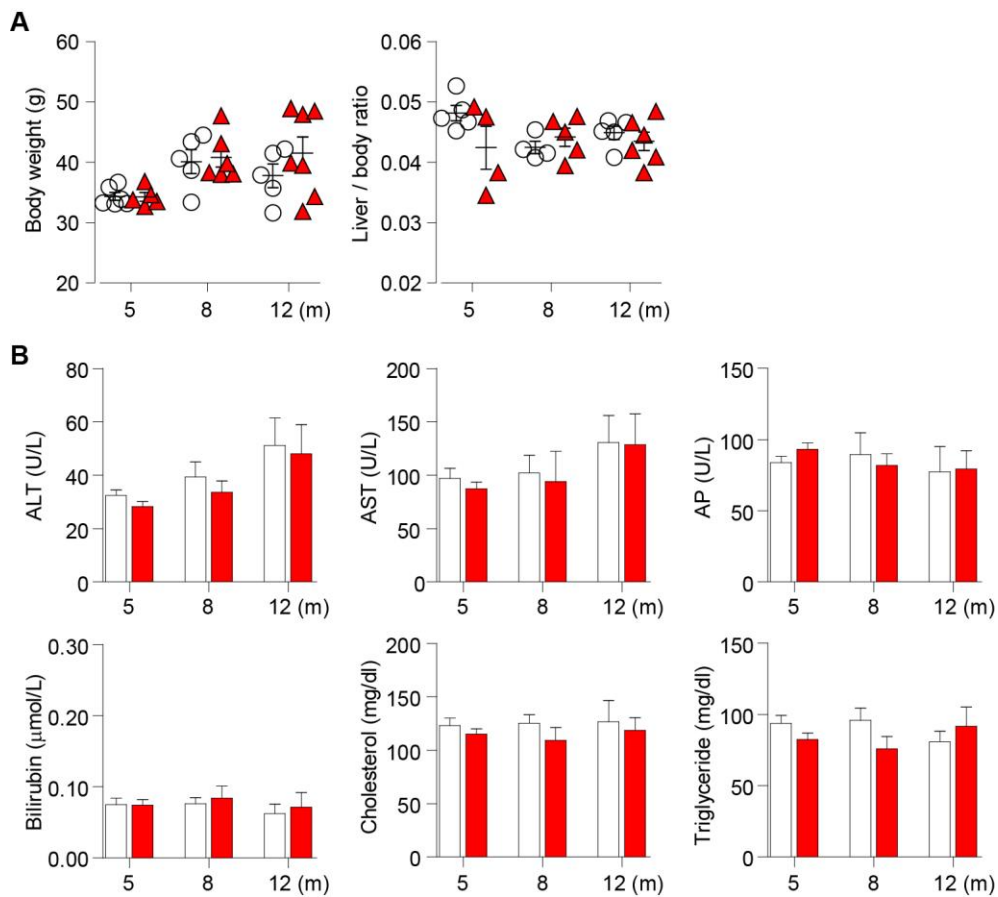 A
Body weight (g)
60
50
40
30
20
5 8 12 (m)
Liver / body ratio
0.06
0.05
0.04
0.03
0.02
5 8 12 (m)
B
ALT (U/L)
80
60
40
20
0
5 8 12 (m)
AST (U/L)
200
150
100
50
0
5 8 12 (m)
AP (U/L)
150
100
50
0
5 8 12 (m)
Bilirubin (μmol/L)
0.30
0.20
0.10
0.00
5 8 12 (m)
Cholesterol (mg/dl)
200
150
100
50
0
5 8 12 (m)
Triglyceride (mg/dl)
150
100
50
0
5 8 12 (m)